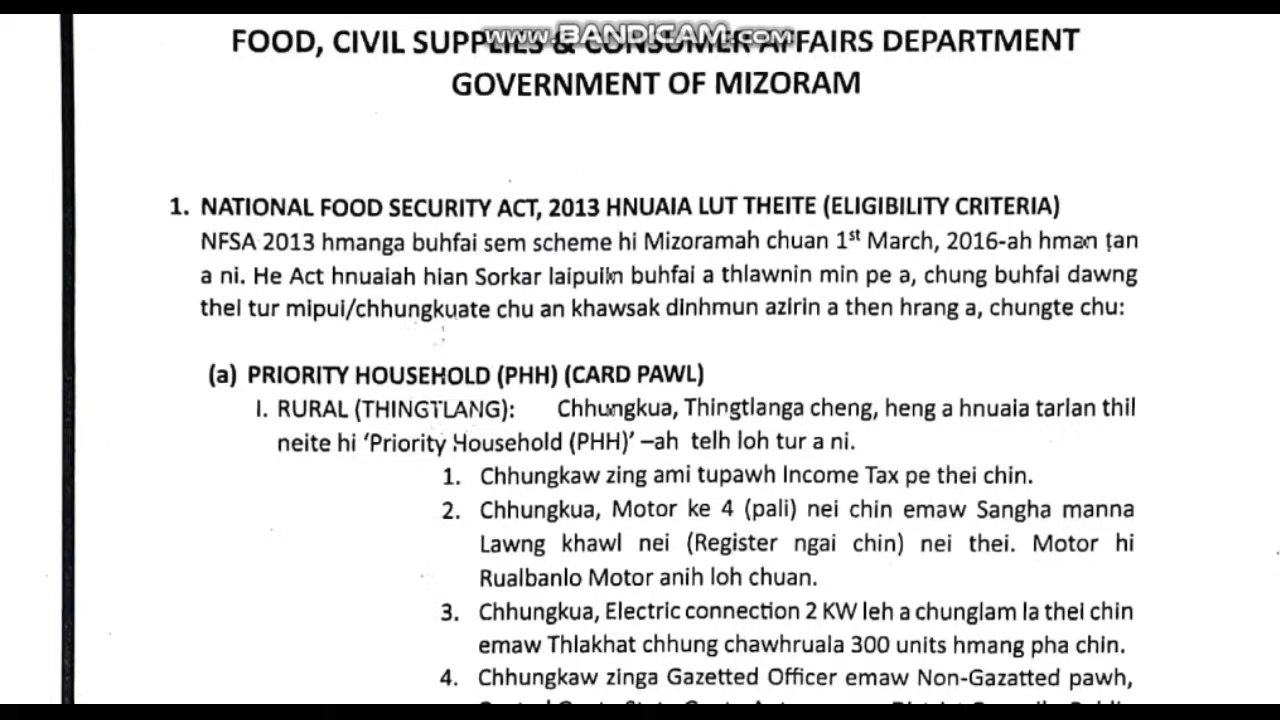 www.BANDICAM.com
FOOD, CIVIL SUPPLIES & CONSUMER AFFAIRS DEPARTMENT
GOVERNMENT OF MIZORAM
1. NATIONAL FOOD SECURITY ACT, 2013 HNUAIA LUT THEITE (ELIGIBILITY CRITERIA)
NFSA 2013 hmanga buhfai sem scheme hi Mizoramah chuan 1st March, 2016-ah hman ṭan
a ni. He Act hnuaiah hian Sorkar laipuiin buhfai a thlawnin min pe a, chung buhfai dawng
thei tur mipui/chhungkuate chu an khawsak dinhmun azirin a then hrang a, chungte chu:
(a) PRIORITY HOUSEHOLD (PHH) (CARD PAWL)
I. RURAL (THINGTLANG): Chhungkua, Thingtlanga cheng, heng a hnuaia tarlan thil
neite hi ‘Priority Household (PHH)’ –ah telh loh tur a ni.
1. Chhungkaw zing ami tupawh Income Tax pe thei chin.
2. Chhungkua, Motor ke 4 (pali) nei chin emaw Sangha manna
Lawng khawl nei (Register ngai chin) nei thei. Motor hi
Rualbanlo Motor anih loh chuan.
3. Chhungkua, Electric connection 2 KW leh a chunglam la thei chin
emaw Thlakhat chhung chawhruala 300 units hmang pha chin.
4. Chhungkaw zinga Gazetted Officer emaw Non-Gazatted pawh,